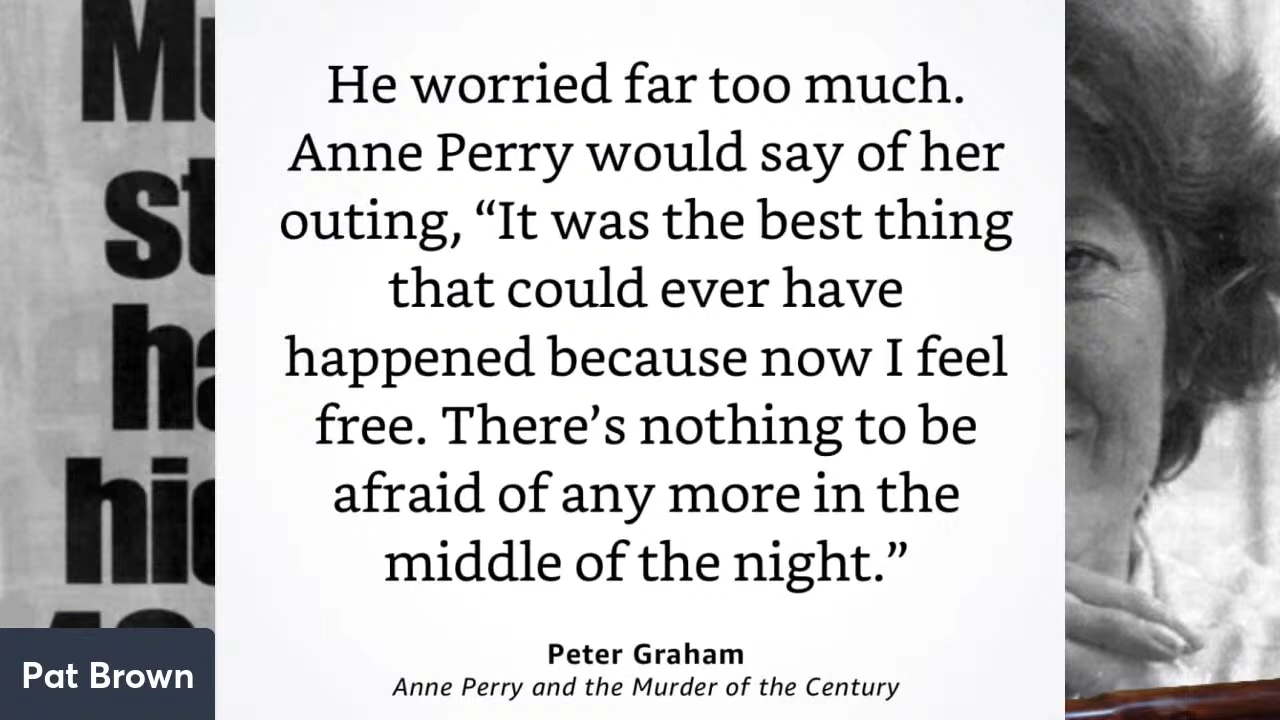 He worried far too much.
Anne Perry would say of her
outing, “It was the best thing
that could ever have
happened because now I feel
free. There’s nothing to be
afraid of any more in the
middle of the night.”
Peter Graham
Anne Perry and the Murder of the Century
Pat Brown